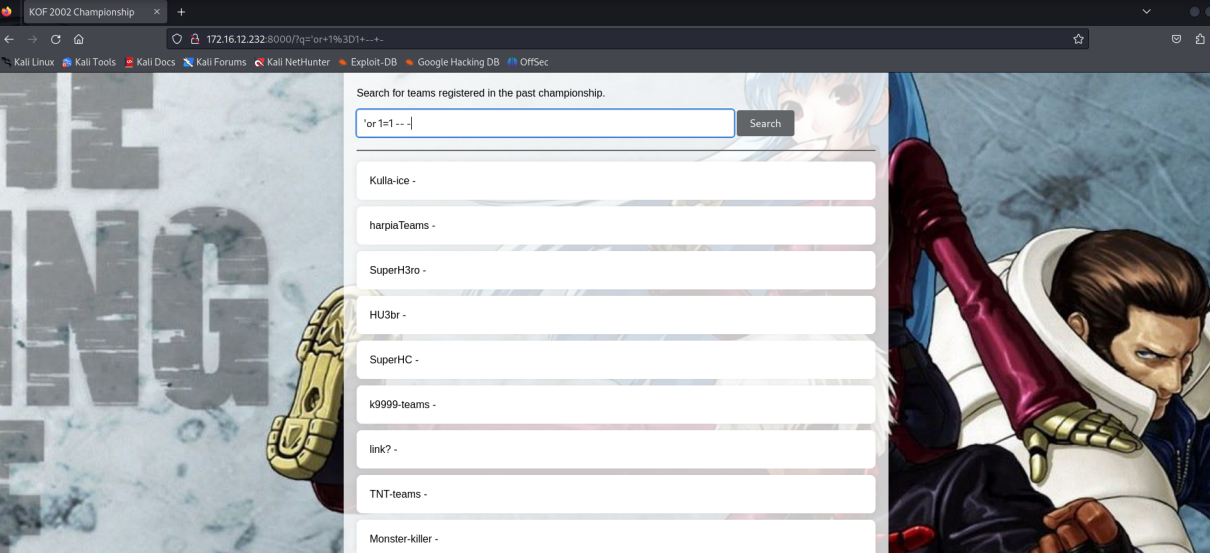 KOF 2002 Championship
172.16.12.232:8000/?q='or+1%3D1+--+-
Kali Linux Kali Tools Kali Docs Kali Forums Kali NetHunter Exploit-DB Google Hacking DB OffSec
Search for teams registered in the past championship.
'or 1=1 -- -
Search
Kulla-ice -
harpiaTeams -
SuperH3ro -
HU3br -
SuperHC -
k9999-teams -
link? -
TNT-teams -
Monster-killer -